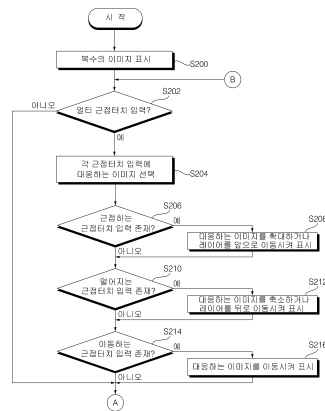 시 작
복수의 이미지 표시
S200
B
S202
아니오
멀티 근접터치 입력?
예
각 근접터치 입력에
대응하는 이미지 선택
S204
S206
근접하는
근접터치 입력존재?
예
S208
대응하는 이미지를 확대하거나
레이어를 앞으로 이동시켜 표시
아니오
S210
멀어지는
근접터치 입력 존재?
예
S212
대응하는 이미지를 축소하거나
레이어를 뒤로 이동시켜 표시
아니오
S214
이동하는
근접터치 입력 존재?
예
S216
대응하는 이미지를 이동시켜 표시
아니오
A